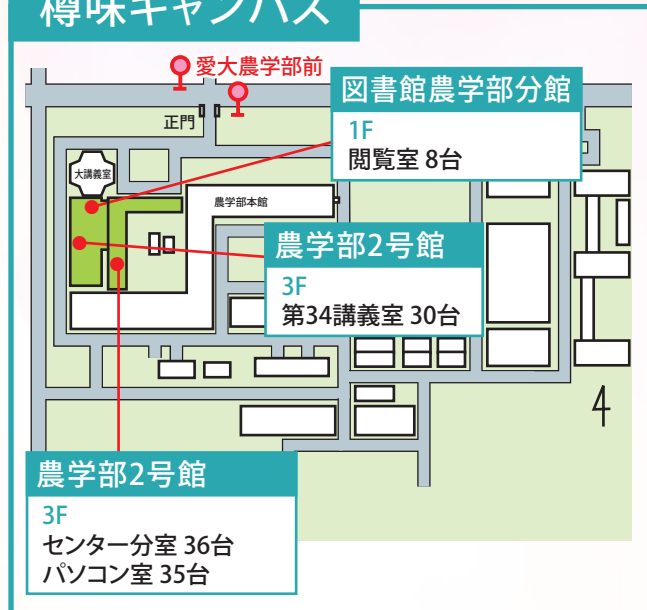 樽味キャンパス
愛大農学部前
正門
図書館農学部分館
1F
閲覧室 8台
大講義室
農学部本館
農学部2号館
3F
第34講義室 30台
農学部2号館
3F
センター分室 36台
パソコン室 35台